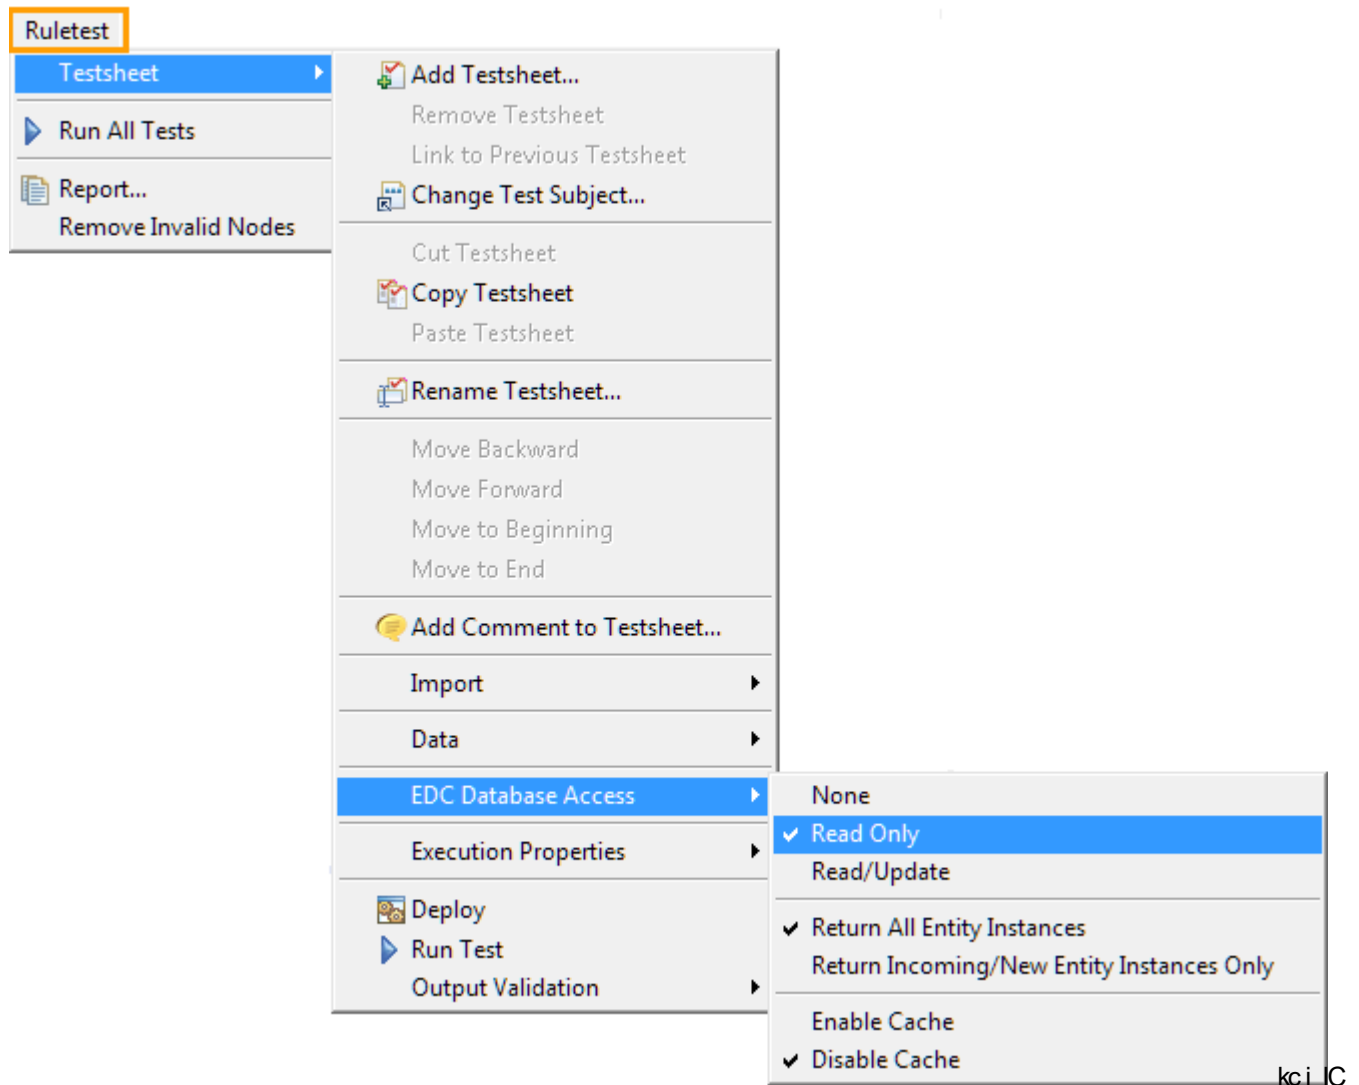 Ruletest
Testsheet
Run All Tests
Report...
Remove Invalid Nodes
Add Testsheet...
Remove Testsheet
Link to Previous Testsheet
Change Test Subject...
Cut Testsheet
Copy Testsheet
Paste Testsheet
Rename Testsheet...
Move Backward
Move Forward
Move to Beginning
Move to End
Add Comment to Testsheet...
Import
Data
EDC Database Access
Execution Properties
Deploy
Run Test
Output Validation
None
Read Only
Read/Update
Return All Entity Instances
Return Incoming/New Entity Instances Only
Enable Cache
Disable Cache